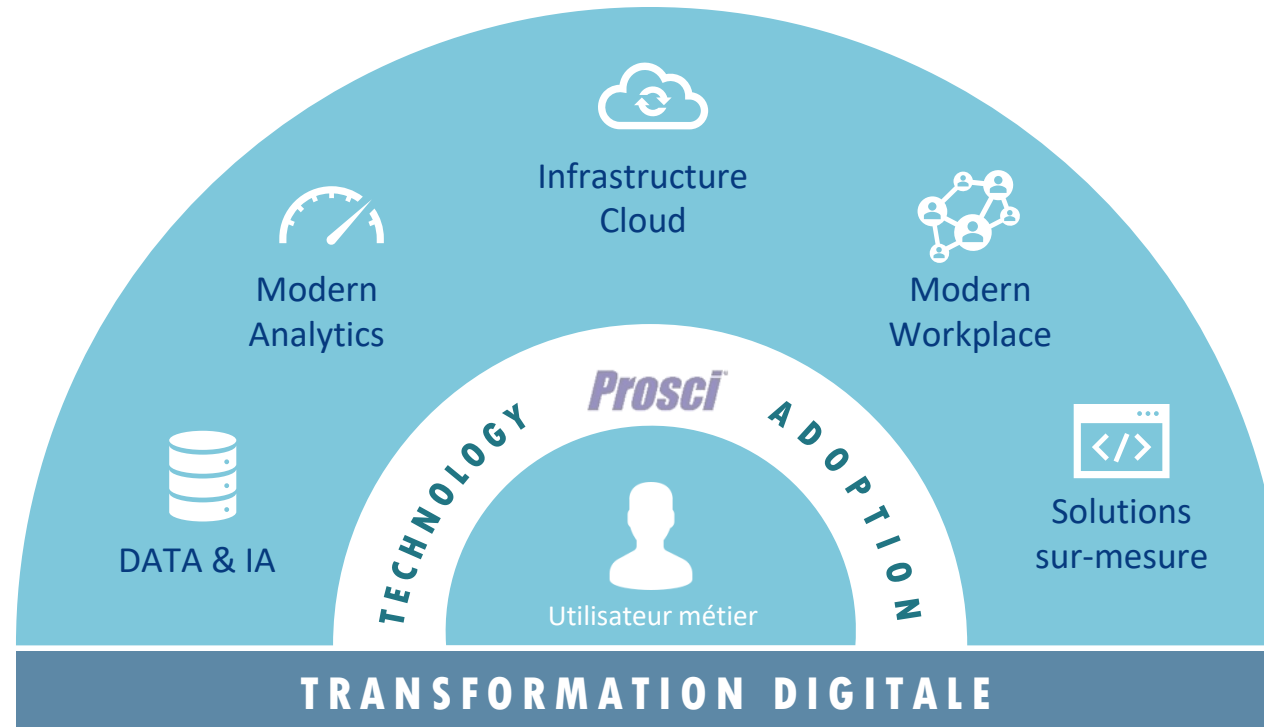 Infrastructure
Cloud
Modern
Analytics
Modern
Workplace
Prosci
TECHNOLOGY ADOPTION
DATA & IA
</>
Solutions
sur-mesure
Utilisateur métier
TRANSFORMATION DIGITALE